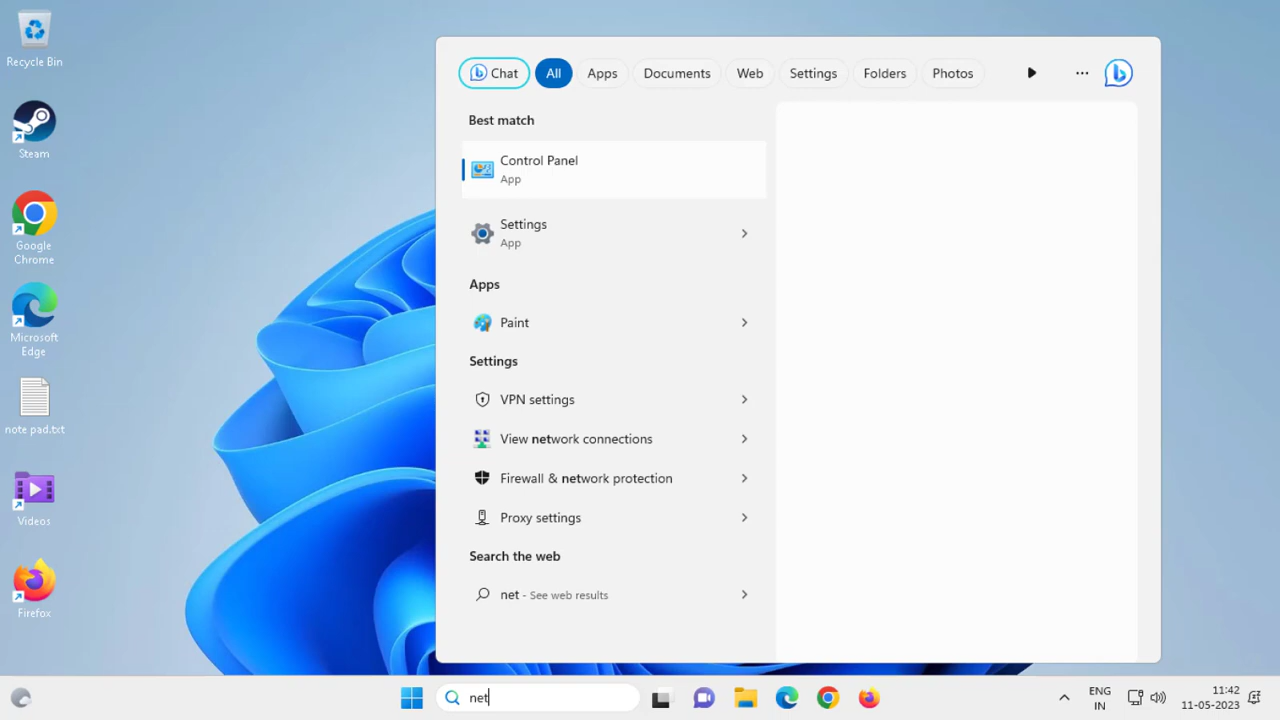 Recycle Bin
Steam
Google
Chrome
Microsoft
Edge
note pad.txt
Videos
Firefox
Chat
All
Apps
Documents
Web
Settings
Folders
Photos
Best match
Control Panel
App
Settings
App
Apps
Paint
Settings
VPN settings
View network connections
Firewall & network protection
Proxy settings
Search the web
net - See web results
net
ENG
IN
11:42
11-05-2023